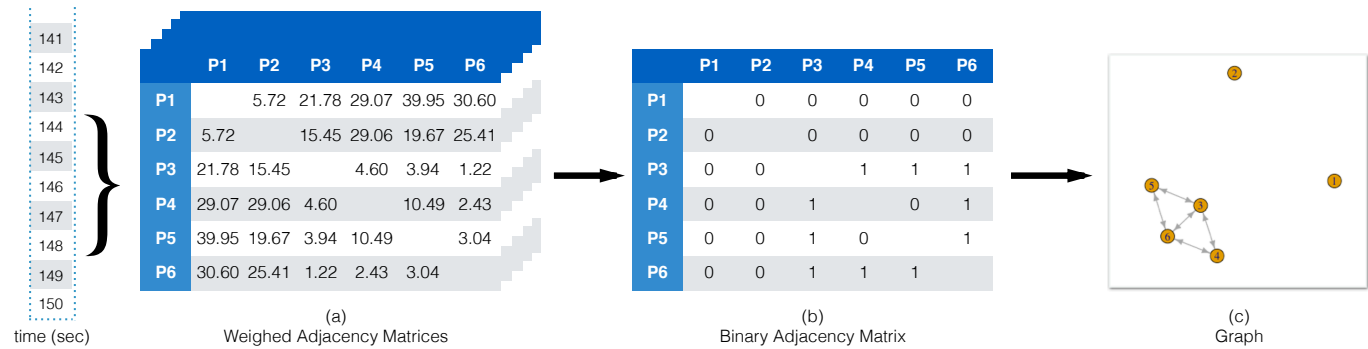 141
142
143
144
145
146
147
148
149
150
time (sec)
P1 P2 P3 P4 P5 P6
P1 5.72 21.78 29.07 39.95 30.60
P2 5.72 15.45 29.06 19.67 25.41
P3 21.78 15.45 4.60 3.94 1.22
P4 29.07 29.06 4.60 10.49 2.43
P5 39.95 19.67 3.94 10.49 3.04
P6 30.60 25.41 1.22 2.43 3.04
(a)
Weighed Adjacency Matrices
P1 P2 P3 P4 P5 P6
P1 0 0 0 0 0
P2 0 0 0 0 0
P3 0 0 1 1 1
P4 0 0 1 0 1
P5 0 0 1 0 1
P6 0 0 1 1 1
(b)
Binary Adjacency Matrix
2
1
5
3
6
4
(c)
Graph